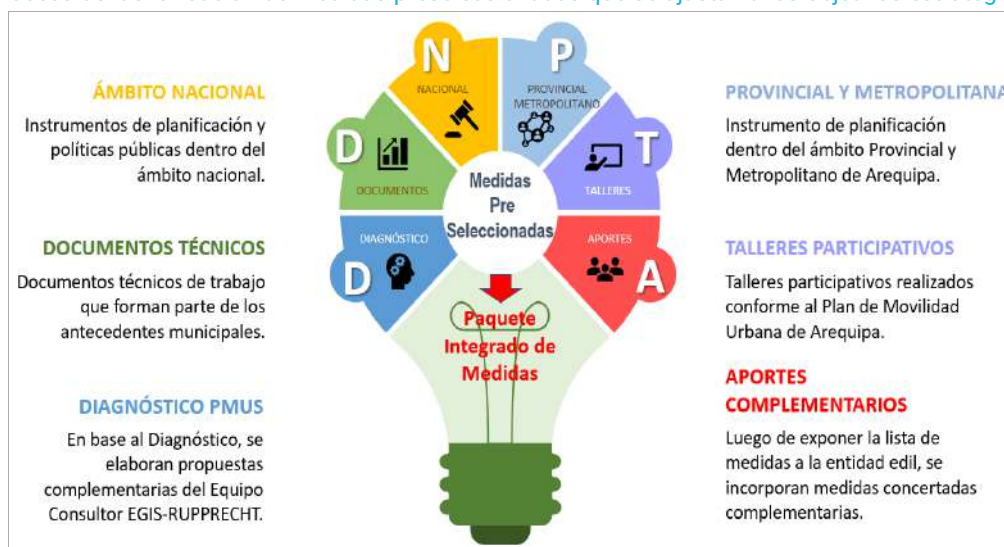 ÁMBITO NACIONAL
Instrumentos de planificación y
políticas públicas dentro del
ámbito nacional.
DOCUMENTOS TÉCNICOS
Documentos técnicos de trabajo
que forman parte de los
antecedentes municipales.
DIAGNÓSTICO PMUS
En base al Diagnóstico, se
elaboran propuestas
complementarias del Equipo
Consultor EGIS-RUPPRECHT.
N
NACIONAL
P
PROVINCIAL
METROPOLITANO
D
DOCUMENTOS
T
TALLERES
D
DIAGNÓSTICO
A
APORTES
Medidas
Pre
Seleccionadas
Paquete
Integrado de
Medidas
PROVINCIAL Y METROPOLITANA
Instrumento de planificación
dentro del ámbito Provincial y
Metropolitano de Arequipa.
TALLERES PARTICIPATIVOS
Talleres participativos realizados
conforme al Plan de Movilidad
Urbana de Arequipa.
APORTES
COMPLEMENTARIOS
Luego de exponer la lista de
medidas a la entidad edil, se
incorporan medidas concertadas
complementarias.